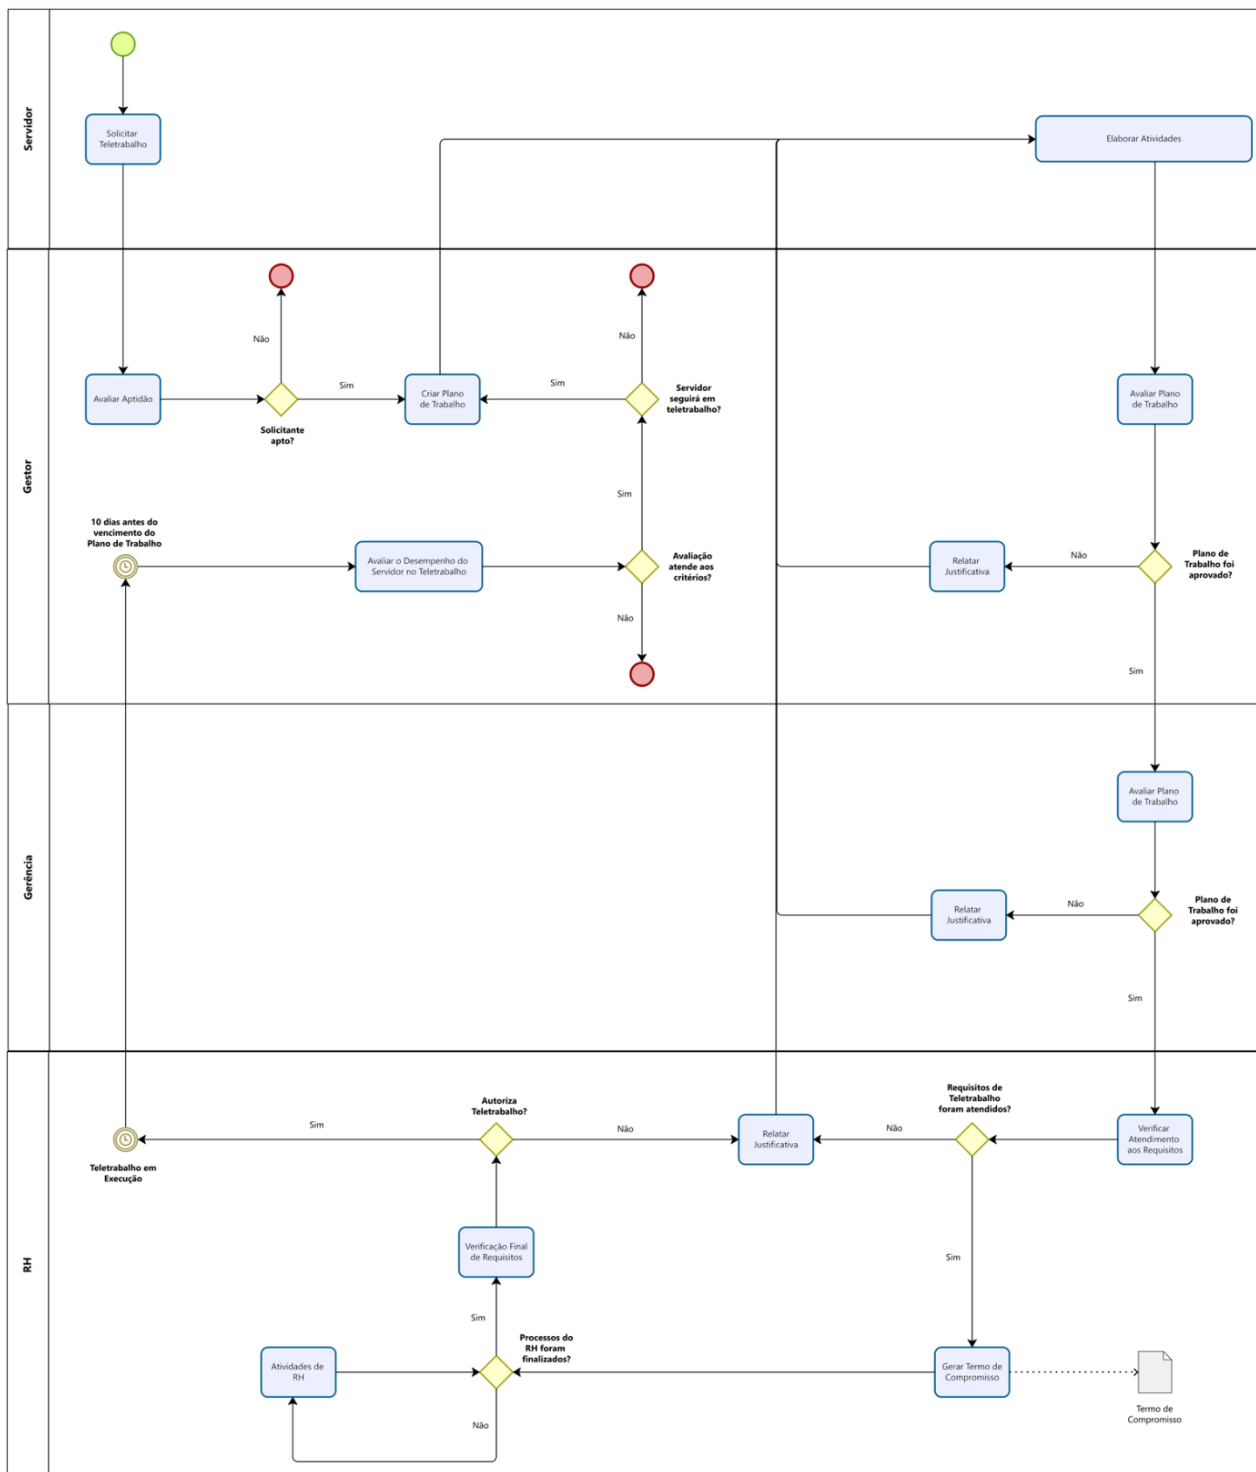 Servidor
Solicitar
Teletrabalho
Elaborar Atividades
Gestor
Não
Não
Avaliar Aptidão
Sim
Solicitante
apto?
Criar Plano
de Trabalho
Sim
Servidor
seguirá em
teletrabalho?
Avaliar Plano
de Trabalho
Sim
10 dias antes do
vencimento do
Plano de Trabalho
Avaliar o Desempenho do
Servidor no Teletrabalho
Avaliação
atende aos
critérios?
Não
Relatar
Justificativa
Não
Plano de
Trabalho foi
aprovado?
Sim
Gerência
Avaliar Plano
de Trabalho
Relatar
Justificativa
Não
Plano de
Trabalho foi
aprovado?
Sim
RH
Teletrabalho em
Execução
Sim
Autoriza
Teletrabalho?
Não
Relatar
Justificativa
Não
Requisitos de
Teletrabalho
foram atendidos?
Verificar
Atendimento
aos Requisitos
Verificação Final
de Requisitos
Sim
Sim
Atividades de
RH
Processos do
RH foram
finalizados?
Não
Gerar Termo de
Compromisso
Termo de
Compromisso